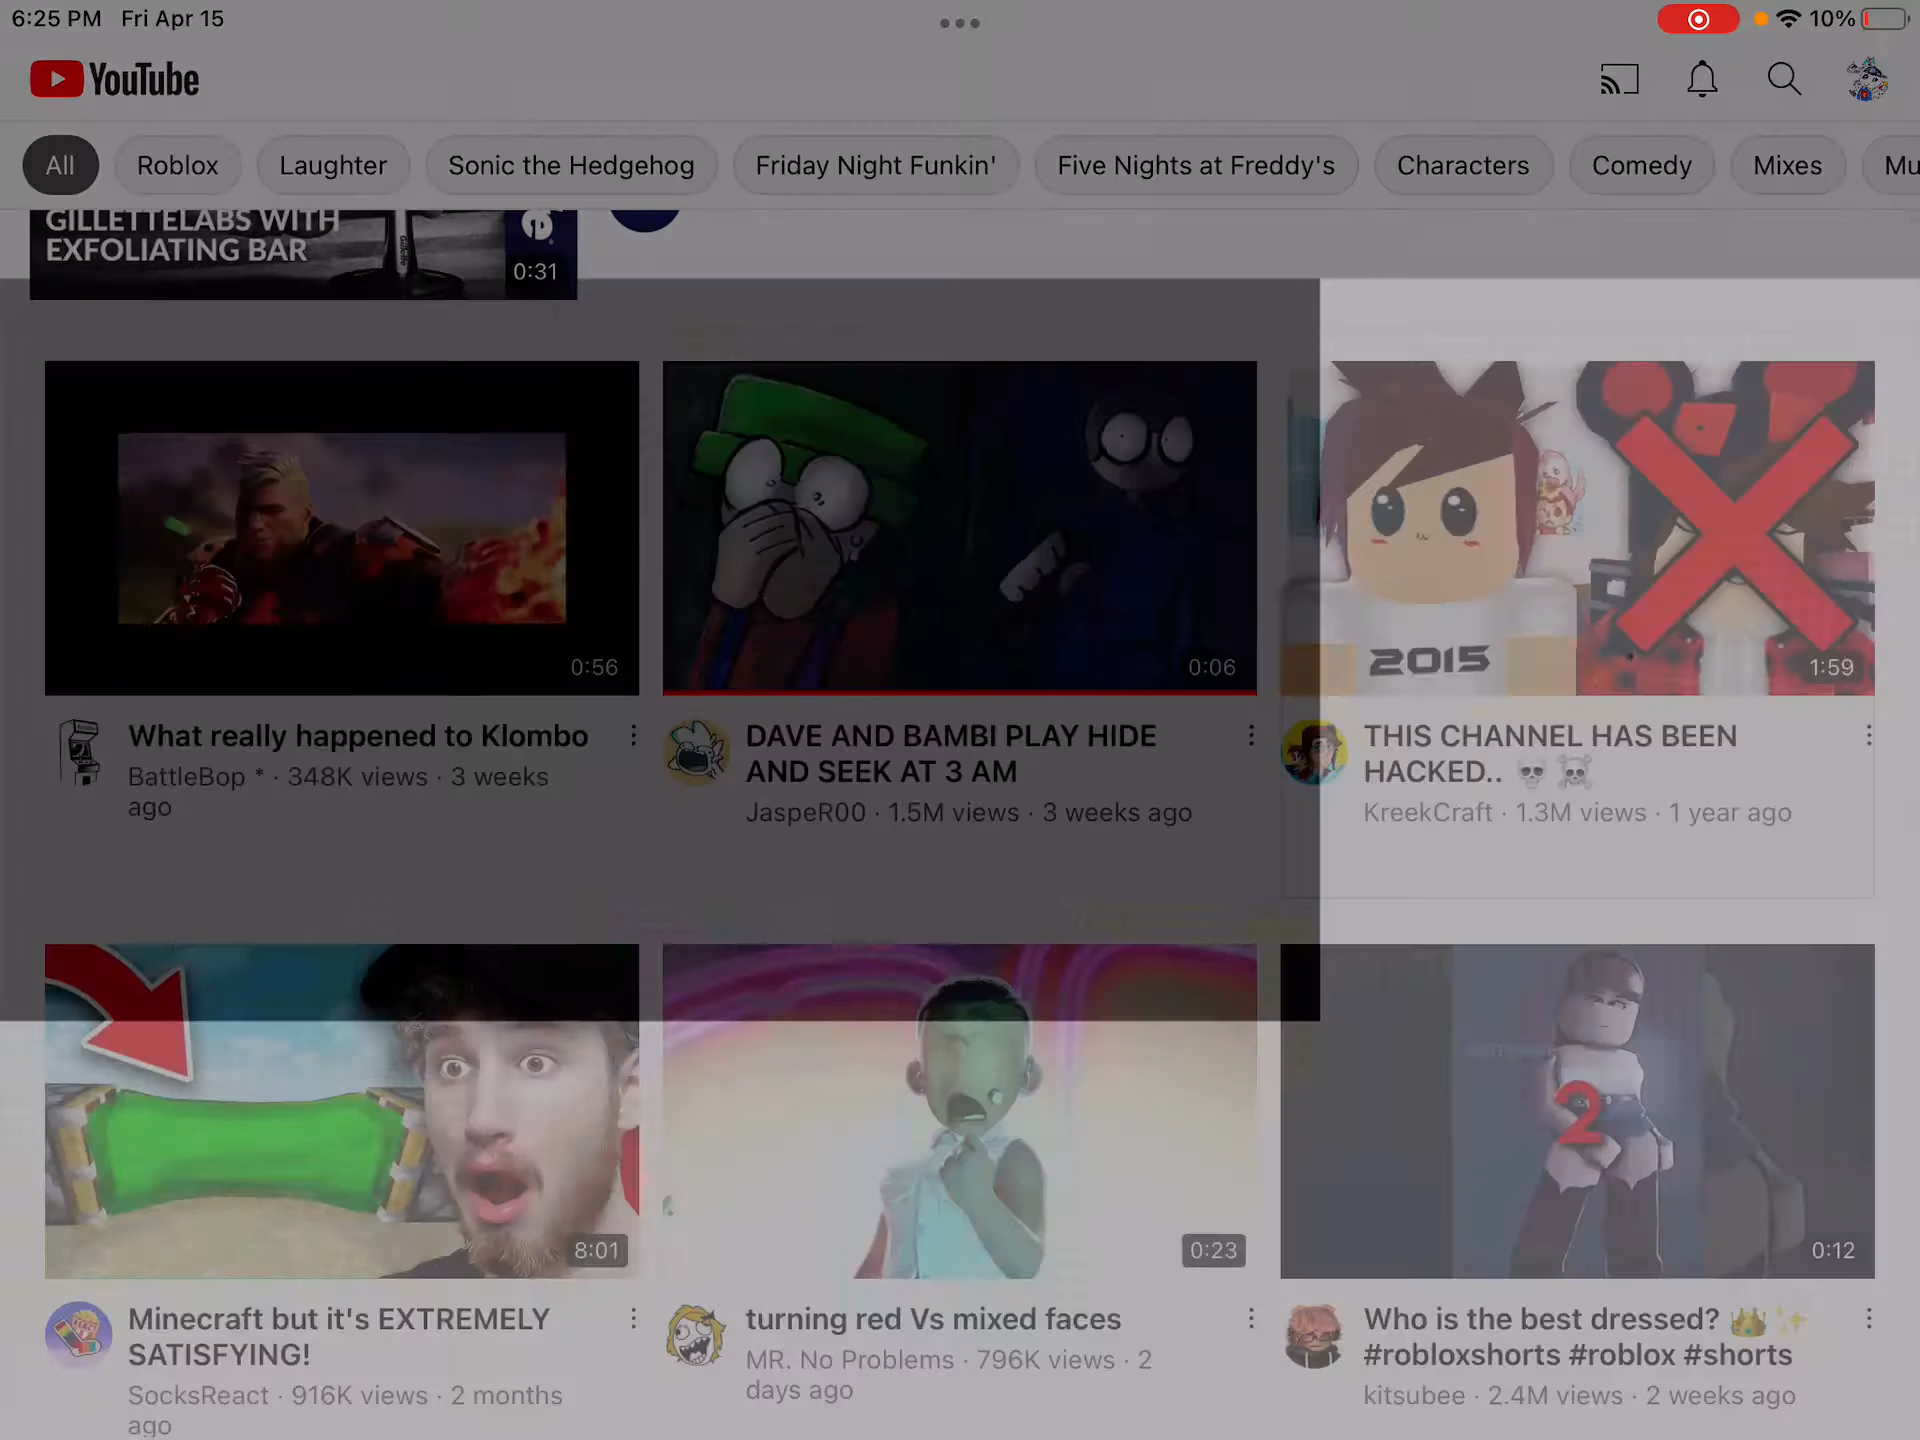 6:25 PM Fri Apr 15
10%
YouTube
All Roblox Laughter Sonic the Hedgehog Friday Night Funkin' Five Nights at Freddy's Characters Comedy Mixes Mu
GILLETTELABS WITH
EXFOLIATING BAR
0:31
0:56
0:06
2015
1:59
What really happened to Klombo
BattleBop * · 348K views · 3 weeks
ago
DAVE AND BAMBI PLAY HIDE
AND SEEK AT 3 AM
JaspeR00 · 1.5M views · 3 weeks ago
THIS CHANNEL HAS BEEN
HACKED.. 💀☠️
KreekCraft · 1.3M views · 1 year ago
8:01
0:23
2
0:12
Minecraft but it's EXTREMELY
SATISFYING!
SocksReact · 916K views · 2 months
ago
turning red Vs mixed faces
MR. No Problems · 796K views · 2
days ago
Who is the best dressed? 👑✨
#robloxshorts #roblox #shorts
kitsubee · 2.4M views · 2 weeks ago